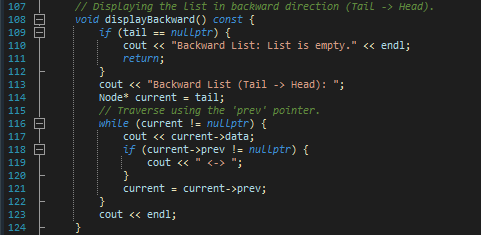 107 // Displaying the list in backward direction (Tail -> Head).
108 void displayBackward() const {
109 if (tail == nullptr) {
110 cout << "Backward List: List is empty." << endl;
111 return;
112 }
113 cout << "Backward List (Tail -> Head): ";
114 Node* current = tail;
115 // Traverse using the 'prev' pointer.
116 while (current != nullptr) {
117 cout << current->data;
118 if (current->prev != nullptr) {
119 cout << " <-> ";
120 }
121 current = current->prev;
122 }
123 cout << endl;
124 }